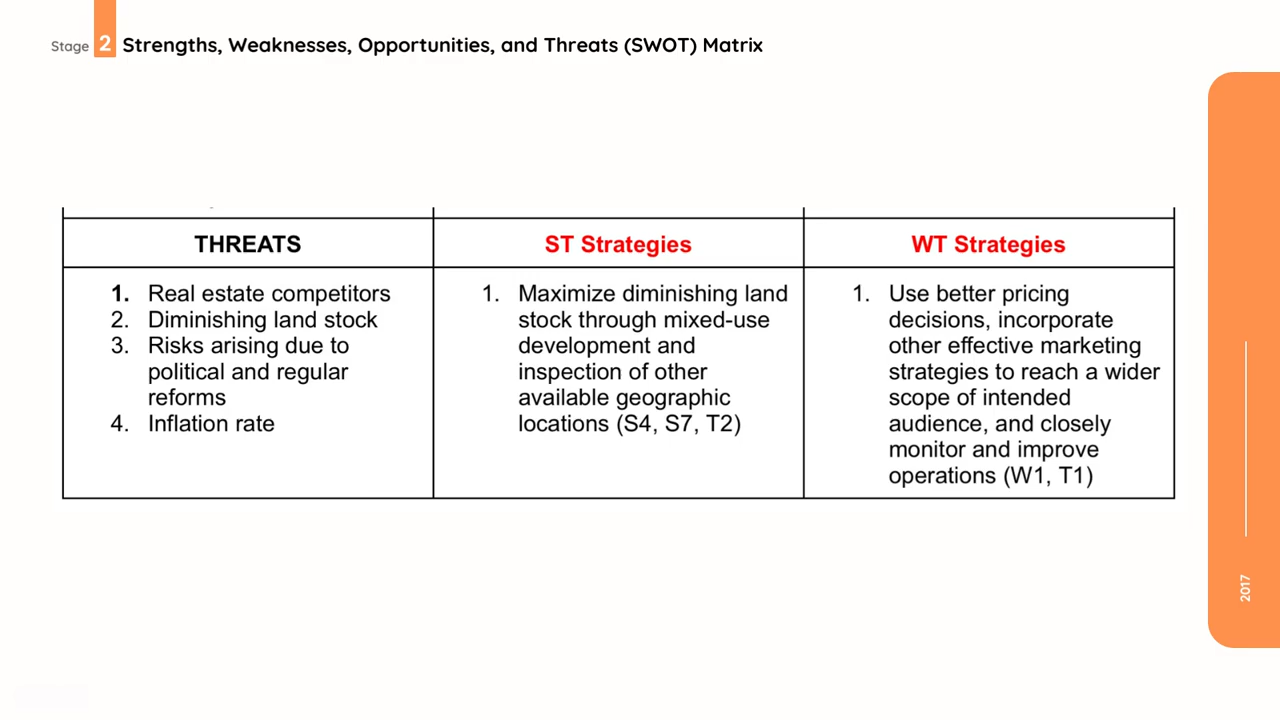 Stage 2 Strengths, Weaknesses, Opportunities, and Threats (SWOT) Matrix
THREATS
1. Real estate competitors
2. Diminishing land stock
3. Risks arising due to
political and regular
reforms
4. Inflation rate
ST Strategies
1. Maximize diminishing land
stock through mixed-use
development and
inspection of other
available geographic
locations (S4, S7, T2)
WT Strategies
1. Use better pricing
decisions, incorporate
other effective marketing
strategies to reach a wider
scope of intended
audience, and closely
monitor and improve
operations (W1, T1)
2017